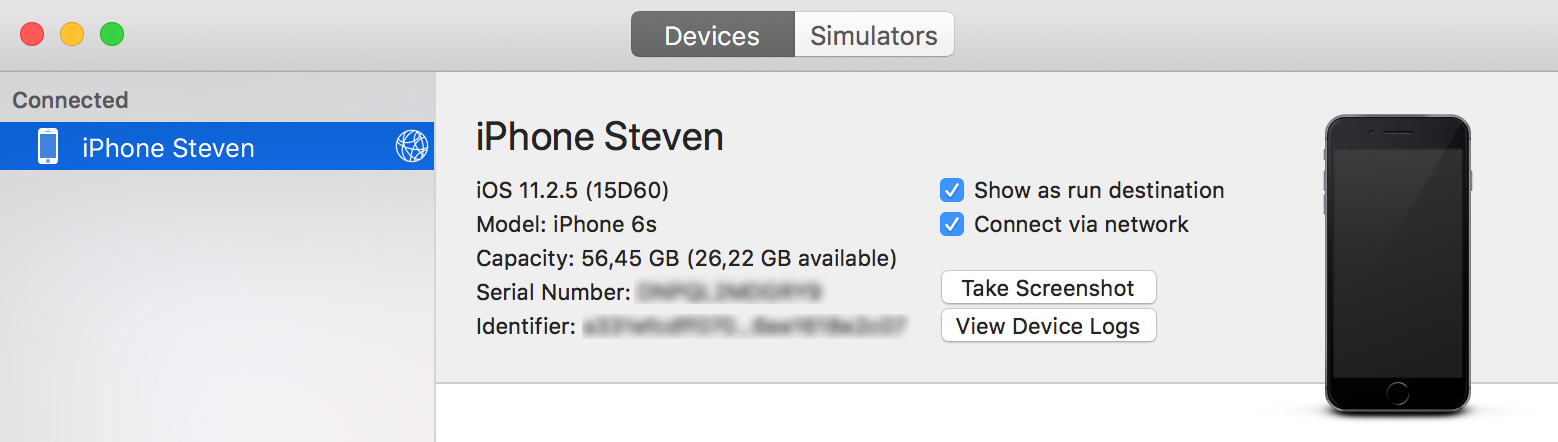 Devices
Simulators
Connected
iPhone Steven
iPhone Steven
iOS 11.2.5 (15D60)
Model: iPhone 6s
Capacity: 56,45 GB (26,22 GB available)
Serial Number:
Identifier:
Show as run destination
Connect via network
Take Screenshot
View Device Logs